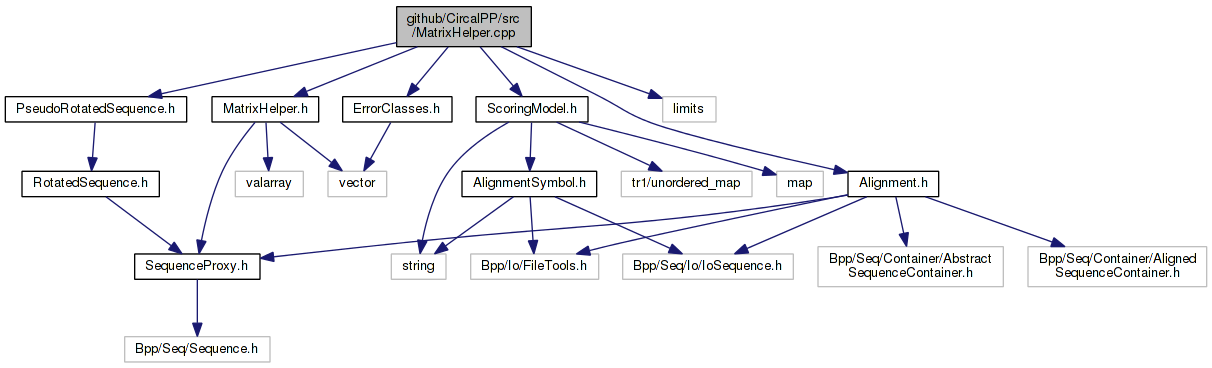 github/CircalPP/src
/MatrixHelper.cpp
PseudoRotatedSequence.h
MatrixHelper.h
ErrorClasses.h
ScoringModel.h
limits
RotatedSequence.h
valarray
vector
AlignmentSymbol.h
tr1/unordered_map
map
Alignment.h
SequenceProxy.h
string
Bpp/Io/FileTools.h
Bpp/Seq/Io/IoSequence.h
Bpp/Seq/Container/Abstract
SequenceContainer.h
Bpp/Seq/Container/Aligned
SequenceContainer.h
Bpp/Seq/Sequence.h